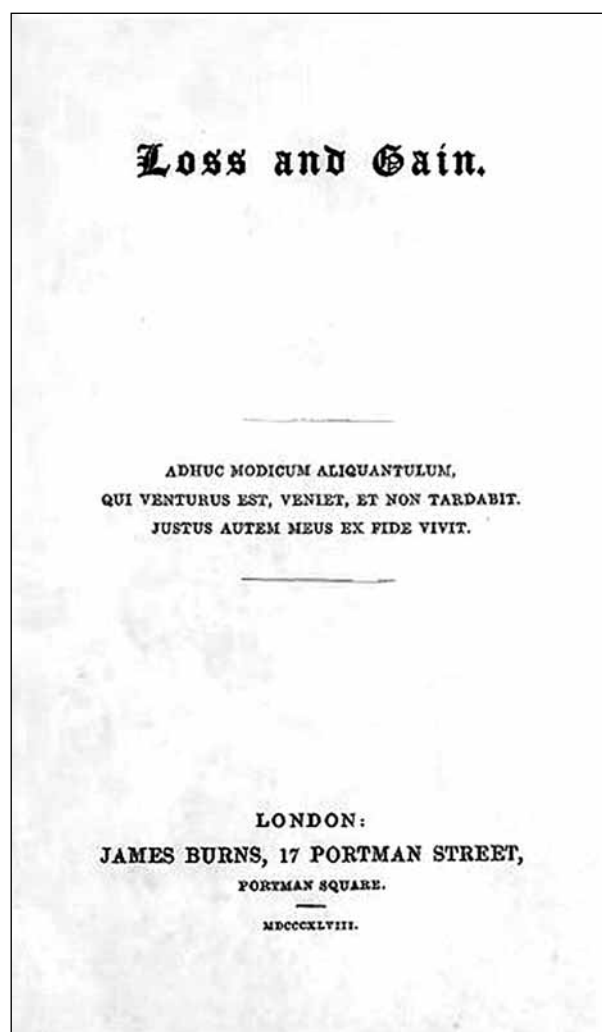 Loss and Gain.
ADHUC MODICUM ALIQUANTULUM,
QUI VENTURUS EST, VENIET, ET NON TARDABIT.
JUSTUS AUTEM MEUS EX FIDE VIVIT.
LONDON:
JAMES BURNS, 17 PORTMAN STREET,
PORTMAN SQUARE.
MDCCCXLVIII.